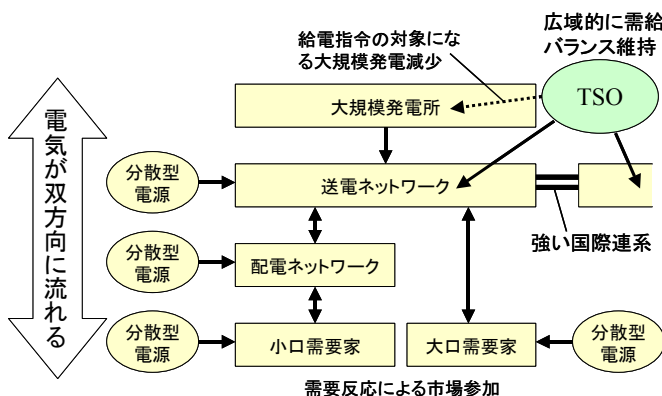 広域的に需給
バランス維持
給電指令の対象にな
る大規模発電減少
TSO
大規模発電所
電気が双方向に流れる
分散型
電源
送電ネットワーク
強い国際連系
分散型
電源
配電ネットワーク
分散型
電源
小口需要家
大口需要家
分散型
電源
需要反応による市場参加